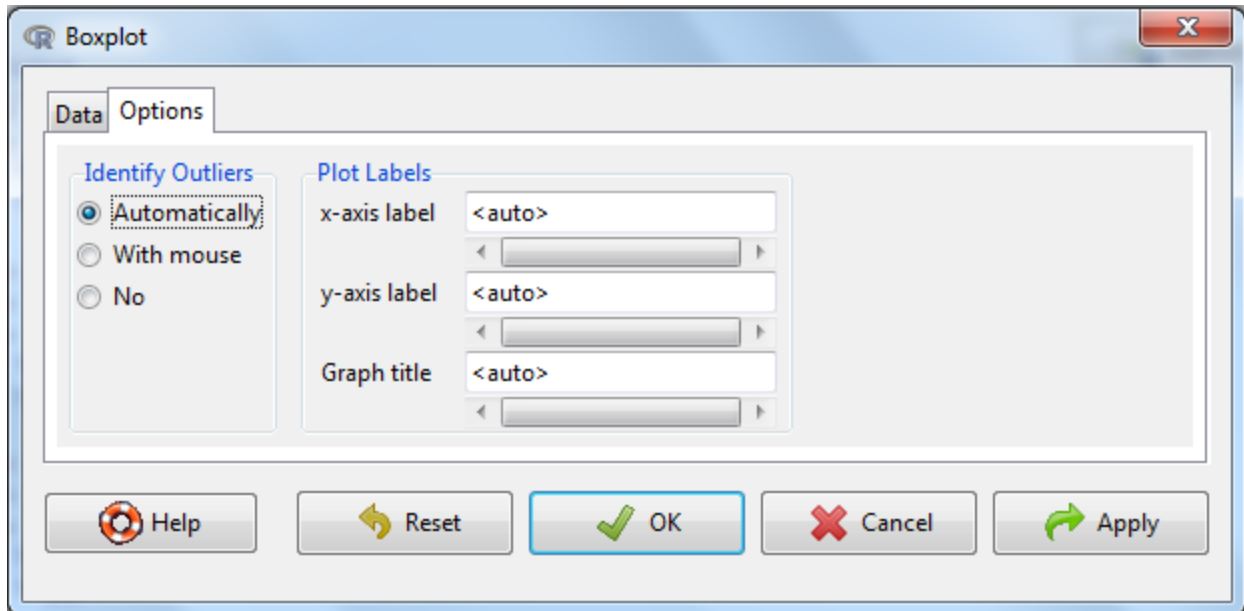 Boxplot
Data Options
Identify Outliers
Automatically
With mouse
No
Plot Labels
x-axis label <auto>
y-axis label <auto>
Graph title <auto>
Help Reset OK Cancel Apply